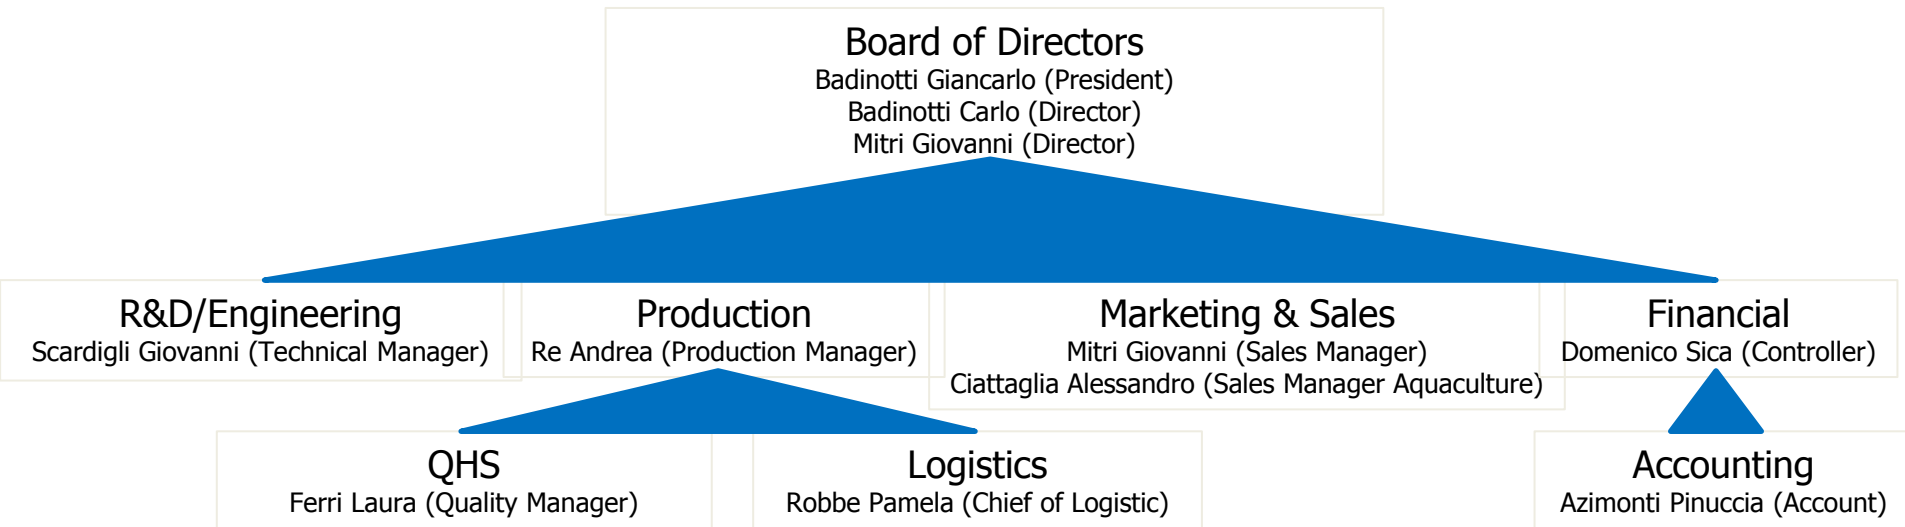 Board of Directors
Badinotti Giancarlo (President)
Badinotti Carlo (Director)
Mitri Giovanni (Director)
R&D/Engineering
Scardigli Giovanni (Technical Manager)
Production
Re Andrea (Production Manager)
Marketing & Sales
Mitri Giovanni (Sales Manager)
Ciattaglia Alessandro (Sales Manager Aquaculture)
Financial
Domenico Sica (Controller)
QHS
Ferri Laura (Quality Manager)
Logistics
Robbe Pamela (Chief of Logistic)
Accounting
Azimonti Pinuccia (Account)